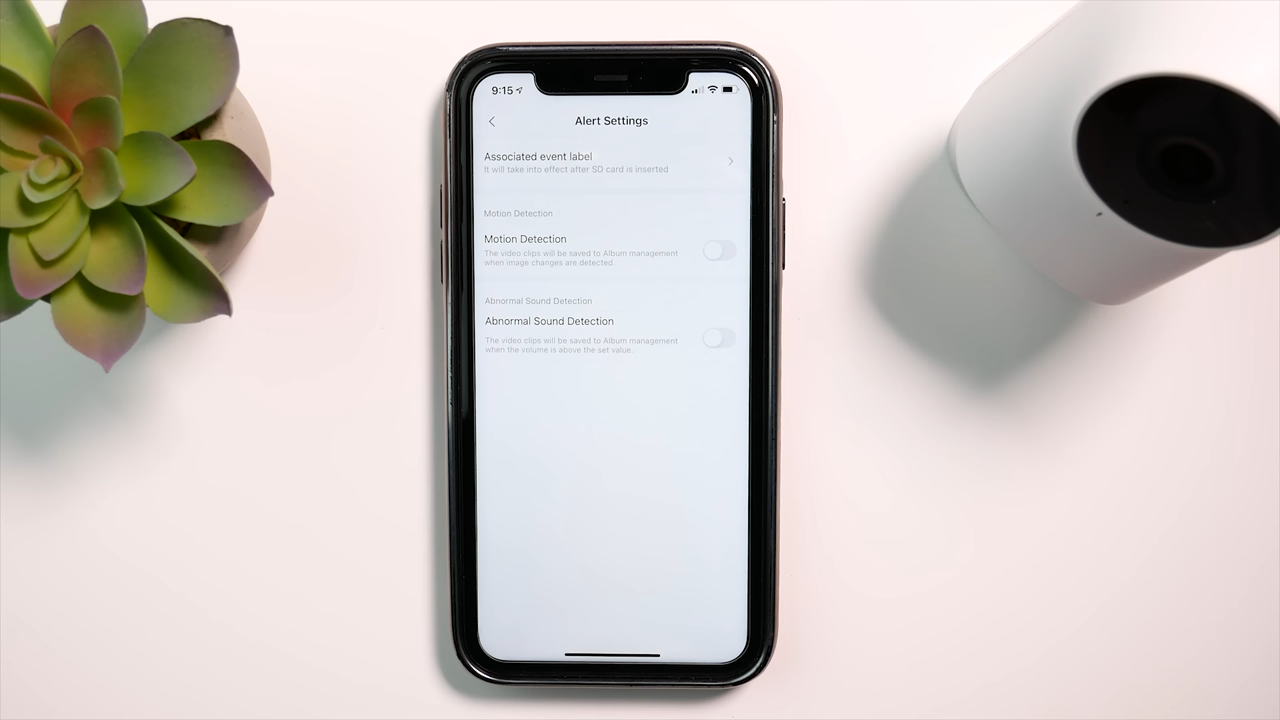 9:15
Alert Settings
Associated event label
It will take into effect after SD card is inserted
Motion Detection
Motion Detection
The video clips will be saved to Album management
when image changes are detected.
Abnormal Sound Detection
Abnormal Sound Detection
The video clips will be saved to Album management
when the volume is above the set value.